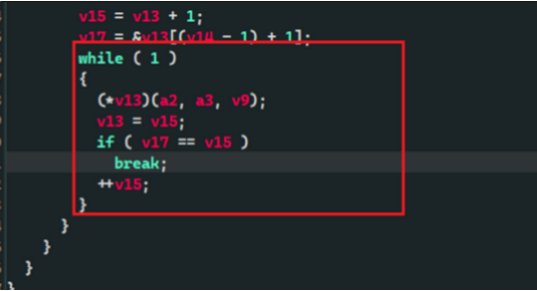 v15 = v13 + 1;
v17 = &v13[(v14 - 1) + 1];
while ( 1 )
{
(*v13)(a2, a3, v9);
v13 = v15;
if ( v17 == v15 )
break;
++v15;
}
}
}
}
}